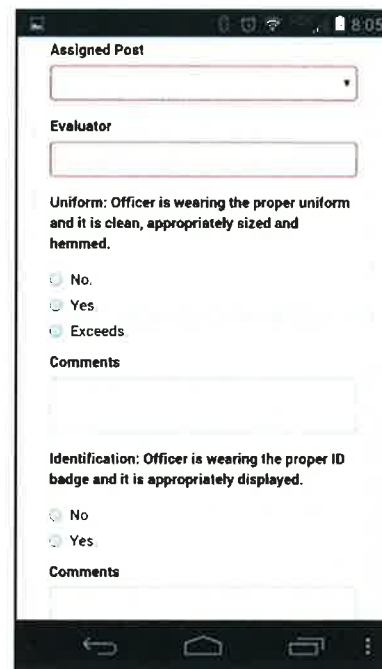 8:05
Assigned Post
Evaluator
Uniform: Officer is wearing the proper uniform
and it is clean, appropriately sized and
hemmed.
No.
Yes
Exceeds
Comments
Identification: Officer is wearing the proper ID
badge and it is appropriately displayed.
No
Yes
Comments